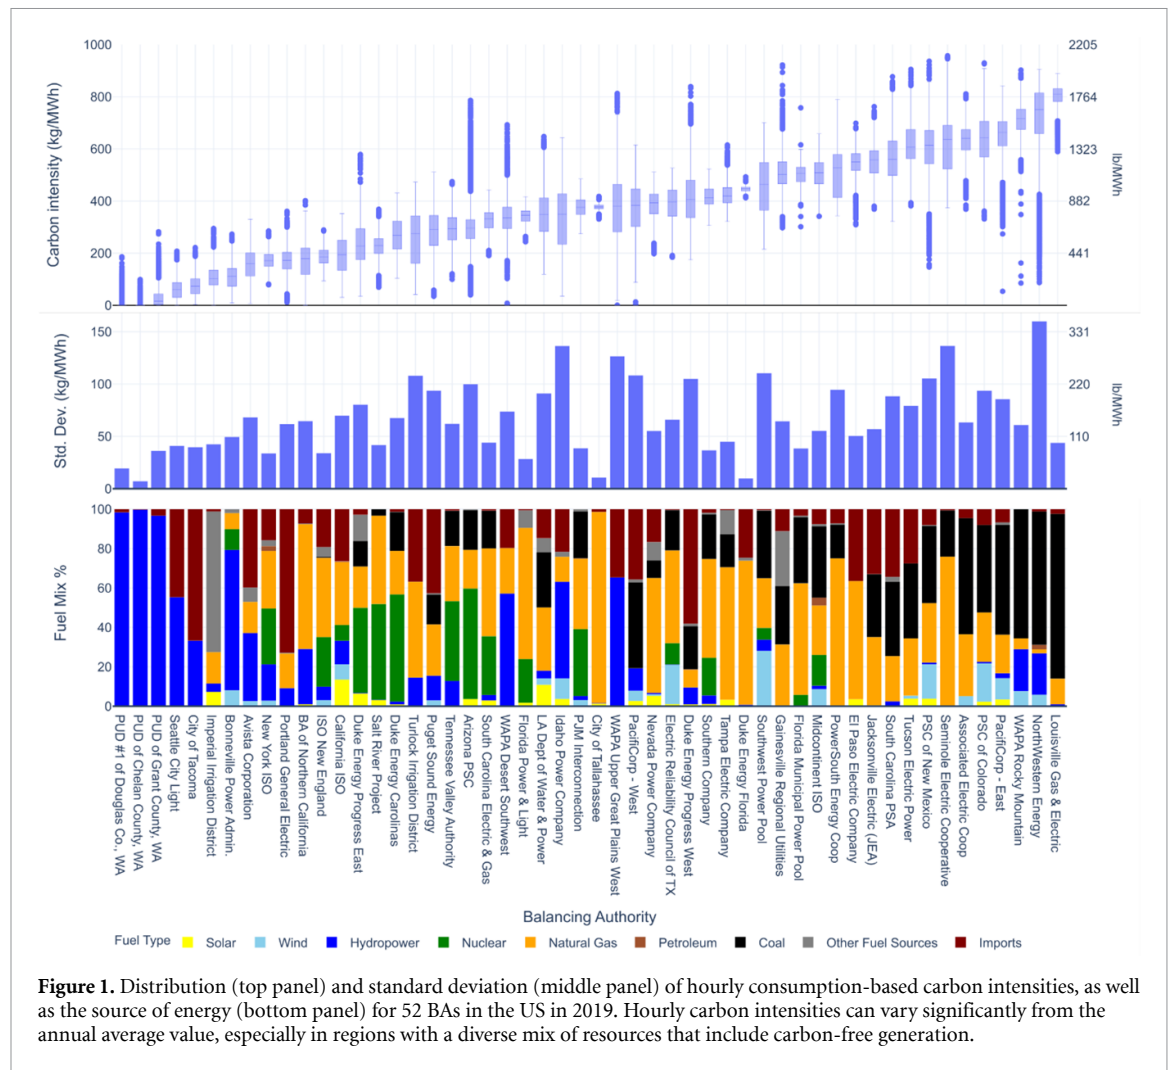 1000
800
600
400
200
0
Carbon intensity (kg/MWh)
2205
1764
1323
882
441
lb/MWh
150
100
50
0
Std. Dev. (kg/MWh)
331
220
110
lb/MWh
100
80
60
40
20
0
Fuel Mix %
PUD #1 of Douglas Co., WA
PUD of Chelan County, WA
PUD of Grant County, WA
Seattle City Light
City of Tacoma
Imperial Irrigation District
Bonneville Power Admin.
Avista Corporation
New York ISO
Portland General Electric
BA of Northern California
ISO New England
California ISO
Duke Energy Progress East
Salt River Project
Duke Energy Carolinas
Turlock Irrigation District
Puget Sound Energy
Tennessee Valley Authority
Arizona PSC
South Carolina Electric & Gas
WAPA Desert Southwest
Florida Power & Light
LA Dept of Water & Power
Idaho Power Company
PJM Interconnection
City of Tallahassee
WAPA Upper Great Plains West
PacifiCorp - West
Nevada Power Company
Electric Reliability Council of TX
Duke Energy Progress West
Southern Company
Tampa Electric Company
Duke Energy Florida
Southwest Power Pool
Gainesville Regional Utilities
Florida Municipal Power Pool
Midcontinent ISO
PowerSouth Energy Coop
El Paso Electric Company
Jacksonville Electric (JEA)
South Carolina PSA
Tucson Electric Power
PSC of New Mexico
Seminole Electric Cooperative
Associated Electric Coop
PSC of Colorado
PacifiCorp - East
WAPA Rocky Mountain
NorthWestern Energy
Louisville Gas & Electric
Balancing Authority
Fuel Type Solar Wind Hydropower Nuclear Natural Gas Petroleum Coal Other Fuel Sources Imports
Figure 1. Distribution (top panel) and standard deviation (middle panel) of hourly consumption-based carbon intensities, as well
as the source of energy (bottom panel) for 52 BAs in the US in 2019. Hourly carbon intensities can vary significantly from the
annual average value, especially in regions with a diverse mix of resources that include carbon-free generation.